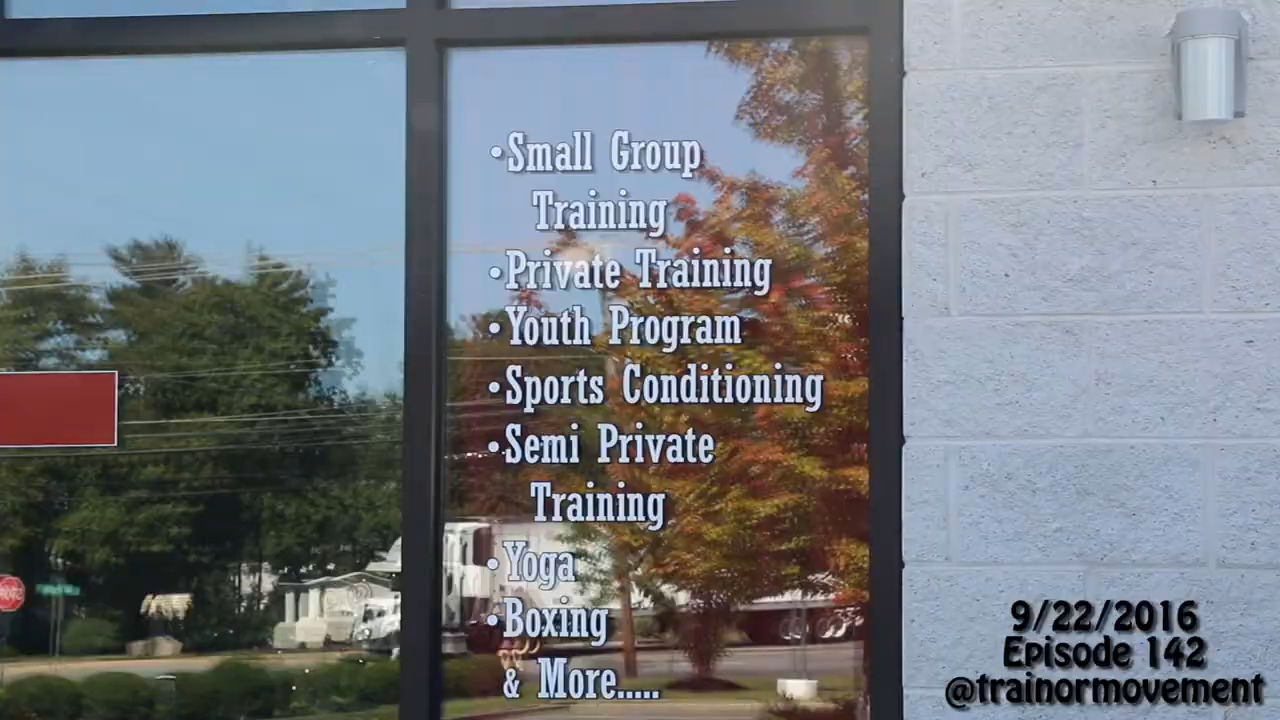 •Small Group
Training
•Private Training
•Youth Program
•Sports Conditioning
•Semi Private
Training
•Yoga
•Boxing
& More.....
9/22/2016
Episode 142
@trainormovement